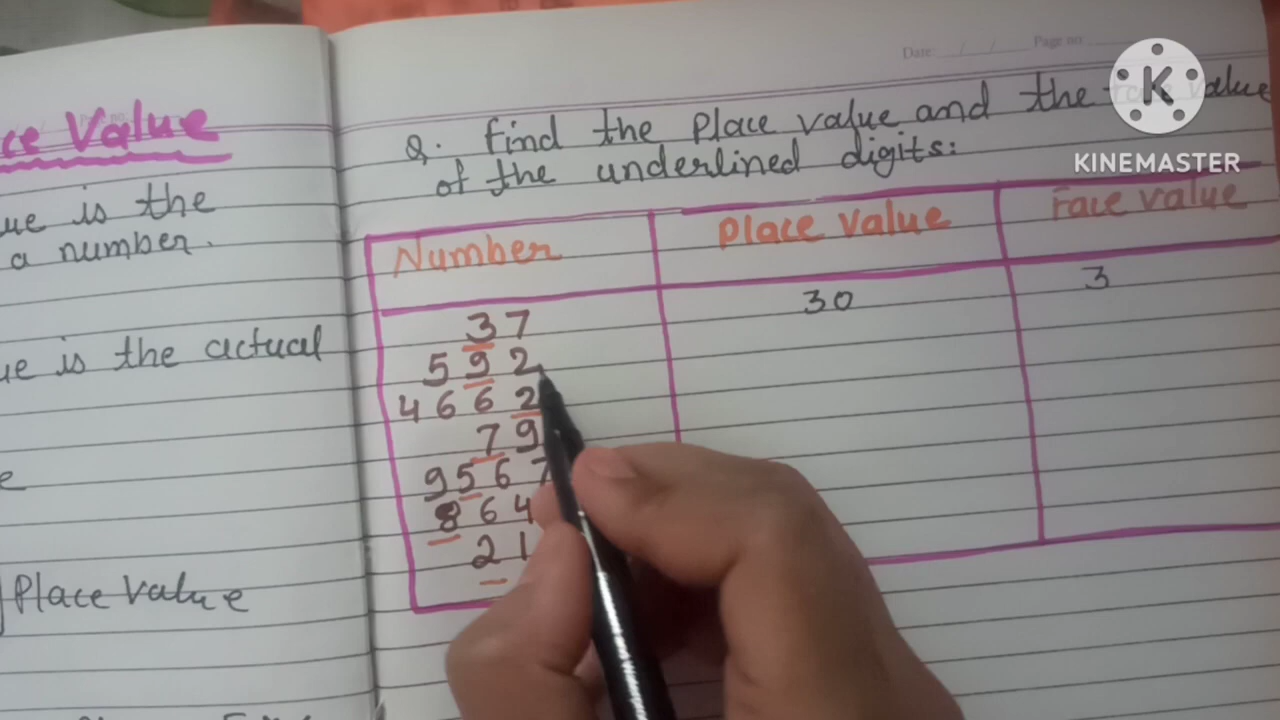 ce Value
ue is the
a number.
ue is the actual
e
Place Value
Date: / / Page no
Q. Find the place value and the face value
of the underlined digits:
Number Place Value Face Value
37 30 3
592
4662
79
9567
864
21
KINEMASTER